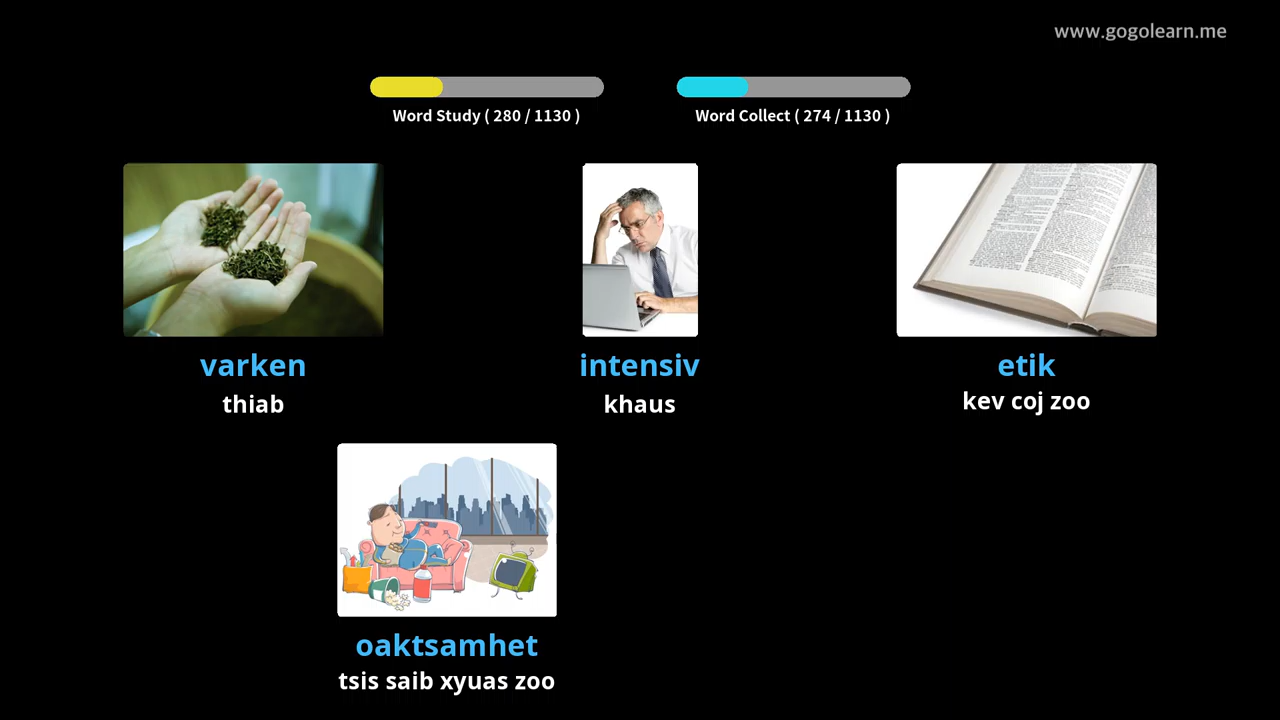 www.gogolearn.me
Word Study ( 280 / 1130 )
Word Collect ( 274 / 1130 )
varken
thiab
intensiv
khaus
etik
kev coj zoo
oaktsamhet
tsis saib xyuas zoo